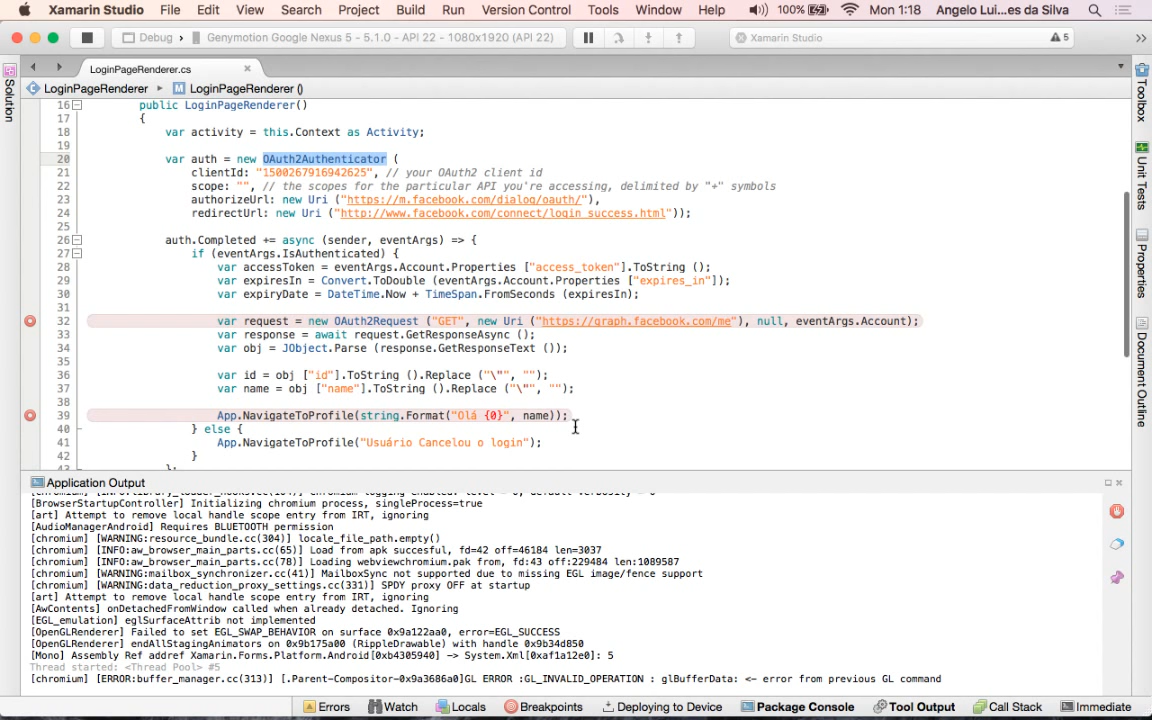 Xamarin Studio File Edit View Search Project Build Run Version Control Tools Window Help 100% Mon 1:18 Angelo Lui...es da Silva
Debug › Genymotion Google Nexus 5 - 5.1.0 - API 22 - 1080x1920 (API 22) Xamarin Studio 5
LoginPageRenderer.cs
LoginPageRenderer LoginPageRenderer ()
Solution
Toolbox
Unit Tests
Properties
Document Outline
16 public LoginPageRenderer()
17 {
18 var activity = this.Context as Activity;
19
20 var auth = new OAuth2Authenticator (
21 clientId: "1500267916942625", // your OAuth2 client id
22 scope: "", // the scopes for the particular API you're accessing, delimited by "+" symbols
23 authorizeUrl: new Uri ("https://m.facebook.com/dialog/oauth/"),
24 redirectUrl: new Uri ("http://www.facebook.com/connect/login_success.html"));
25
26 auth.Completed += async (sender, eventArgs) => {
27 if (eventArgs.IsAuthenticated) {
28 var accessToken = eventArgs.Account.Properties ["access_token"].ToString ();
29 var expiresIn = Convert.ToDouble (eventArgs.Account.Properties ["expires_in"]);
30 var expiryDate = DateTime.Now + TimeSpan.FromSeconds (expiresIn);
31
32 var request = new OAuth2Request ("GET", new Uri ("https://graph.facebook.com/me"), null, eventArgs.Account);
33 var response = await request.GetResponseAsync ();
34 var obj = JObject.Parse (response.GetResponseText ());
35
36 var id = obj ["id"].ToString ().Replace ("\"", "");
37 var name = obj ["name"].ToString ().Replace ("\"", "");
38
39 App.NavigateToProfile(string.Format("Olá {0}", name));
40 } else {
41 App.NavigateToProfile("Usuário Cancelou o login");
42 }
43 };
Application Output
[BrowserStartupController] Initializing chromium process, singleProcess=true
[art] Attempt to remove local handle scope entry from IRT, ignoring
[AudioManagerAndroid] Requires BLUETOOTH permission
[chromium] [WARNING:resource_bundle.cc(304)] locale_file_path.empty()
[chromium] [INFO:aw_browser_main_parts.cc(65)] Load from apk succesful, fd=42 off=46184 len=3037
[chromium] [INFO:aw_browser_main_parts.cc(78)] Loading webviewchromium.pak from, fd:43 off:229484 len:1089587
[chromium] [WARNING:mailbox_synchronizer.cc(41)] MailboxSync not supported due to missing EGL image/fence support
[chromium] [WARNING:data_reduction_proxy_settings.cc(331)] SPDY proxy OFF at startup
[art] Attempt to remove local handle scope entry from IRT, ignoring
[AwContents] onDetachedFromWindow called when already detached. Ignoring
[EGL_emulation] eglSurfaceAttrib not implemented
[OpenGLRenderer] Failed to set EGL_SWAP_BEHAVIOR on surface 0x9a122aa0, error=EGL_SUCCESS
[OpenGLRenderer] endAllStagingAnimators on 0x9b175a00 (RippleDrawable) with handle 0x9b34d850
[Mono] Assembly Ref addref Xamarin.Forms.Platform.Android[0xb4305940] -> System.Xml[0xaf1a12e0]: 5
Thread started: <Thread Pool> #5
[chromium] [ERROR:buffer_manager.cc(313)] [.Parent-Compositor-0x9a3686a0]GL ERROR :GL_INVALID_OPERATION : glBufferData: <- error from previous GL command
Errors Watch Locals Breakpoints Deploying to Device Package Console Tool Output Call Stack Immediate